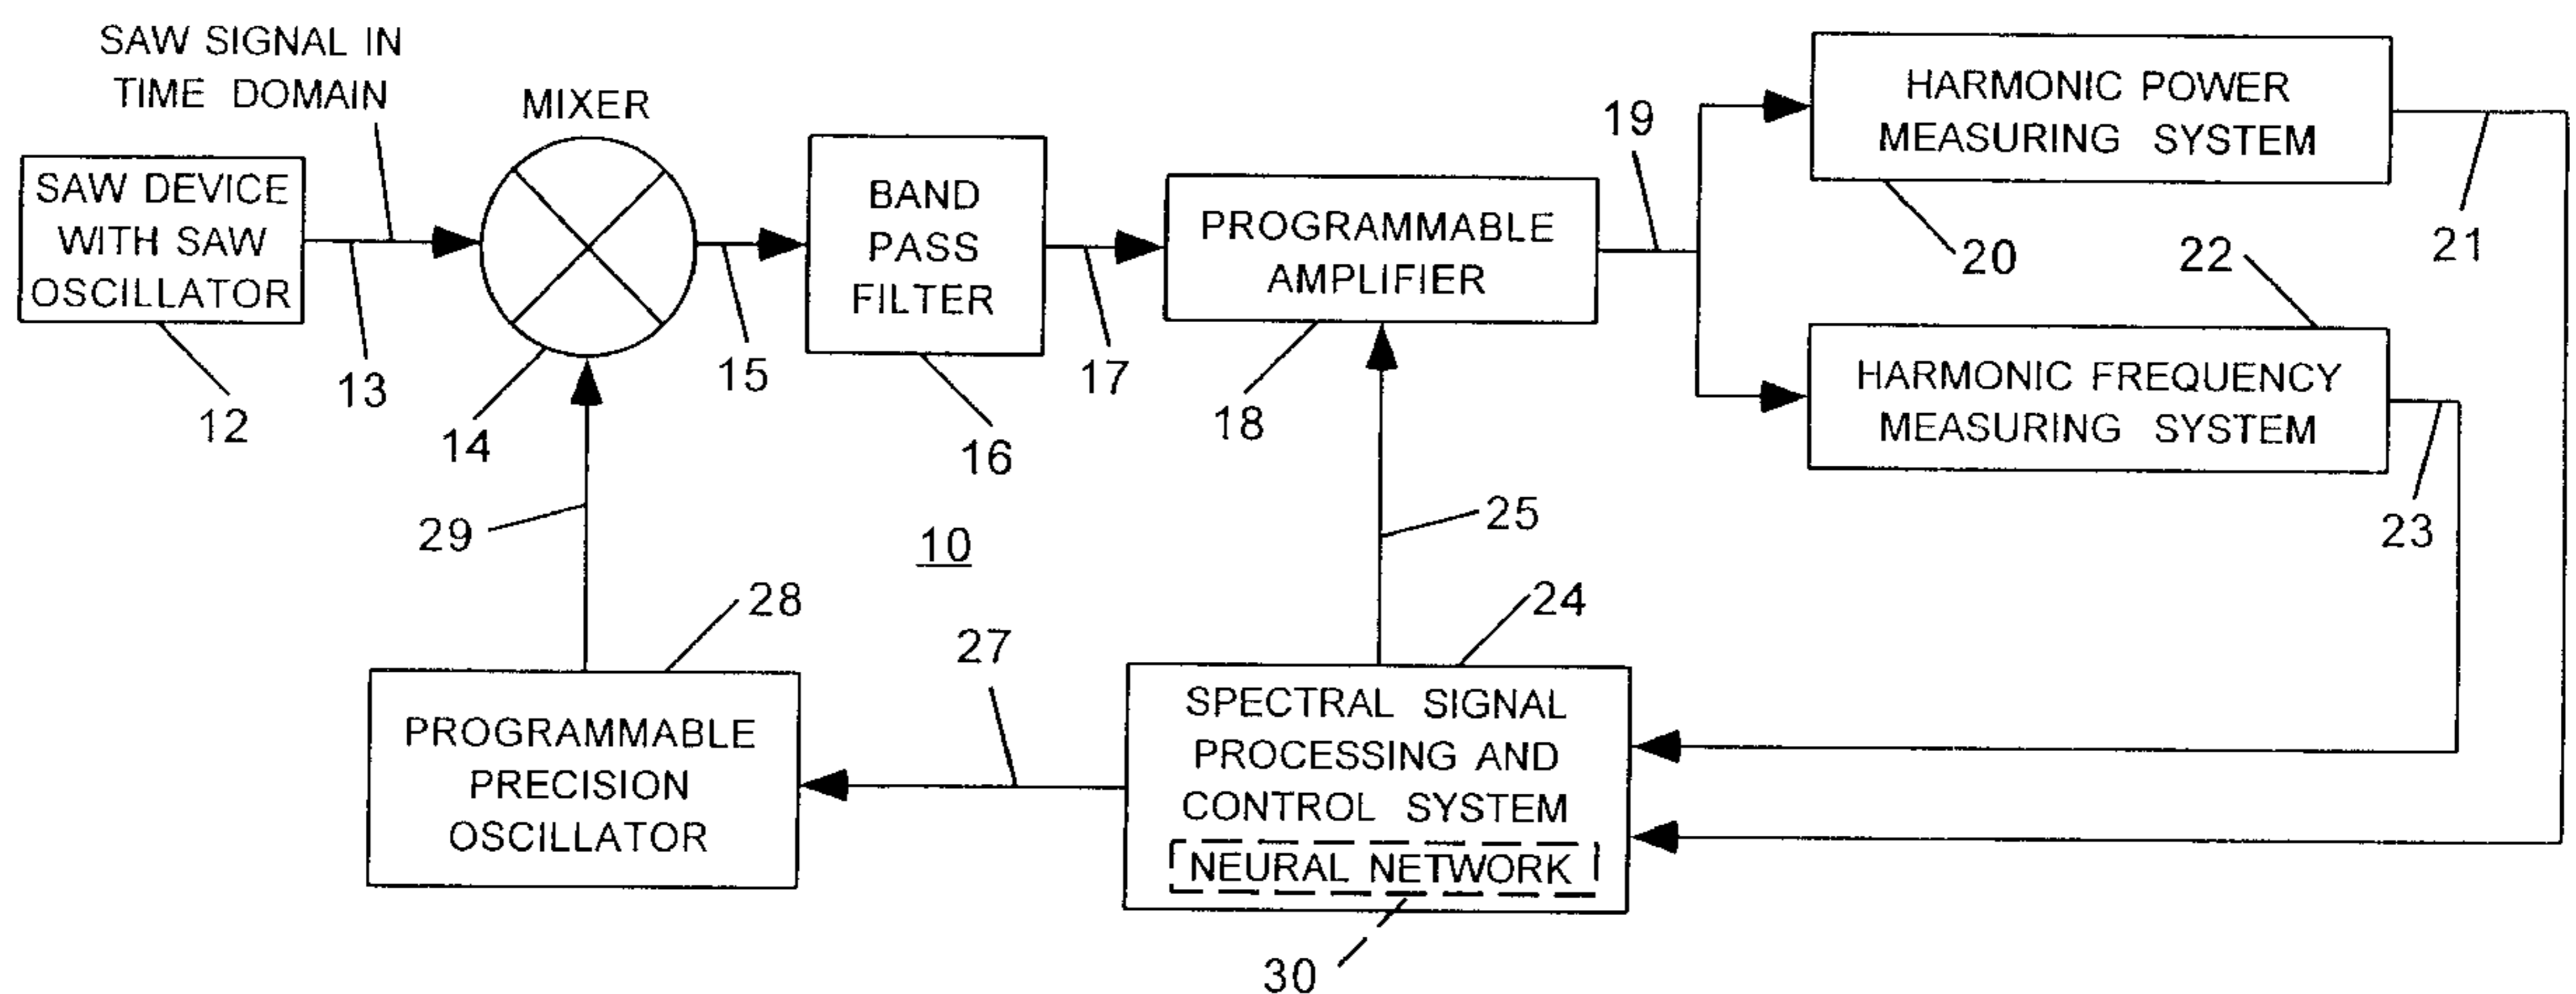 SAW SIGNAL IN
TIME DOMAIN
MIXER
SAW DEVICE
WITH SAW
OSCILLATOR
BAND
PASS
FILTER
PROGRAMMABLE
AMPLIFIER
HARMONIC POWER
MEASURING SYSTEM
HARMONIC FREQUENCY
MEASURING SYSTEM
12
13
14
15
16
17
18
19
20
21
22
23
29
10
25
28
27
24
PROGRAMMABLE
PRECISION
OSCILLATOR
SPECTRAL SIGNAL
PROCESSING AND
CONTROL SYSTEM
NEURAL NETWORK
30